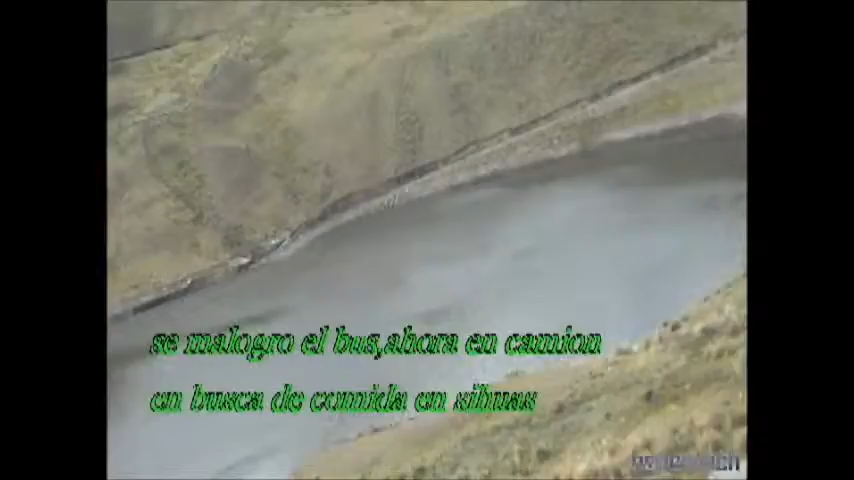 se malogro el bus,ahora en camion
en busca de comida en sihuas